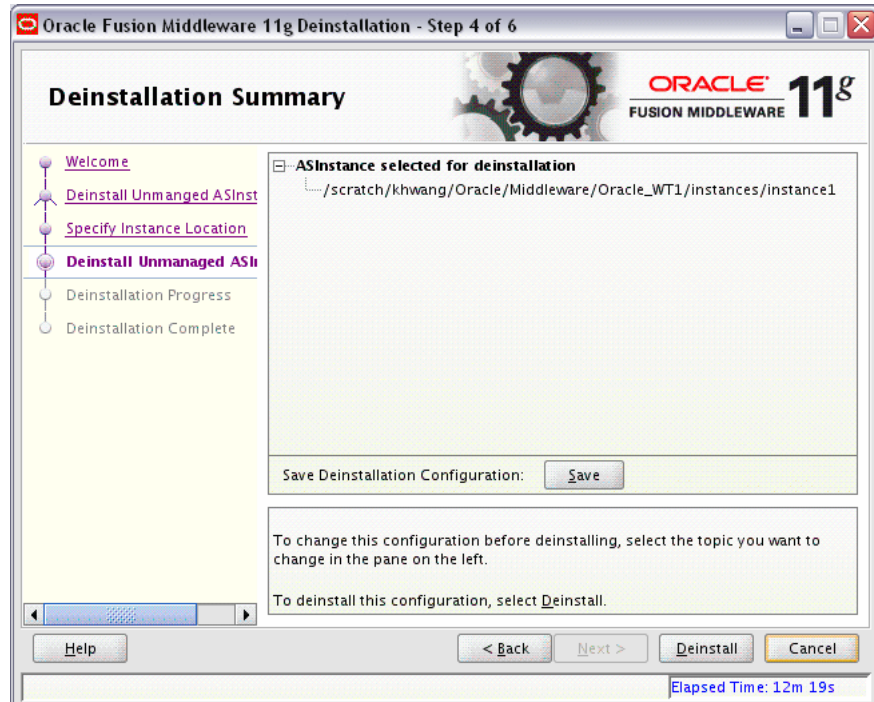 Oracle Fusion Middleware 11g Deinstallation - Step 4 of 6
Deinstallation Summary
ORACLE
FUSION MIDDLEWARE
11g
Welcome
Deinstall Unmanged ASInst
Specify Instance Location
Deinstall Unmanaged ASI
Deinstallation Progress
Deinstallation Complete
ASInstance selected for deinstallation
/scratch/khwang/Oracle/Middleware/Oracle_WT1/instances/instance1
Save Deinstallation Configuration:
Save
To change this configuration before deinstalling, select the topic you want to
change in the pane on the left.
To deinstall this configuration, select Deinstall.
Help
< Back
Next >
Deinstall
Cancel
Elapsed Time: 12m 19s